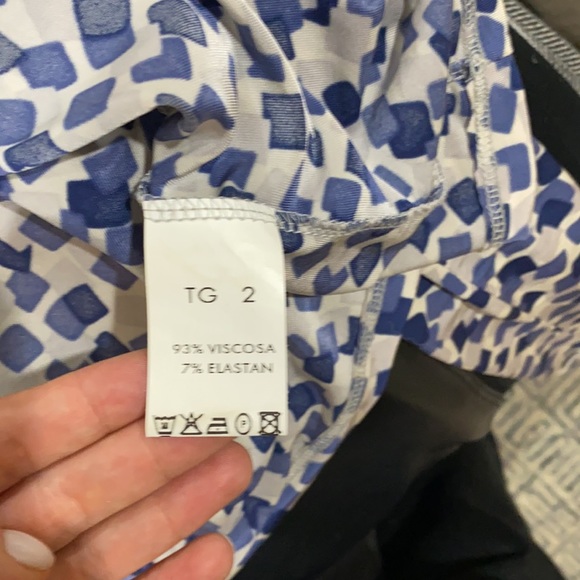 TG 2
93% VISCOSA
7% ELASTAN